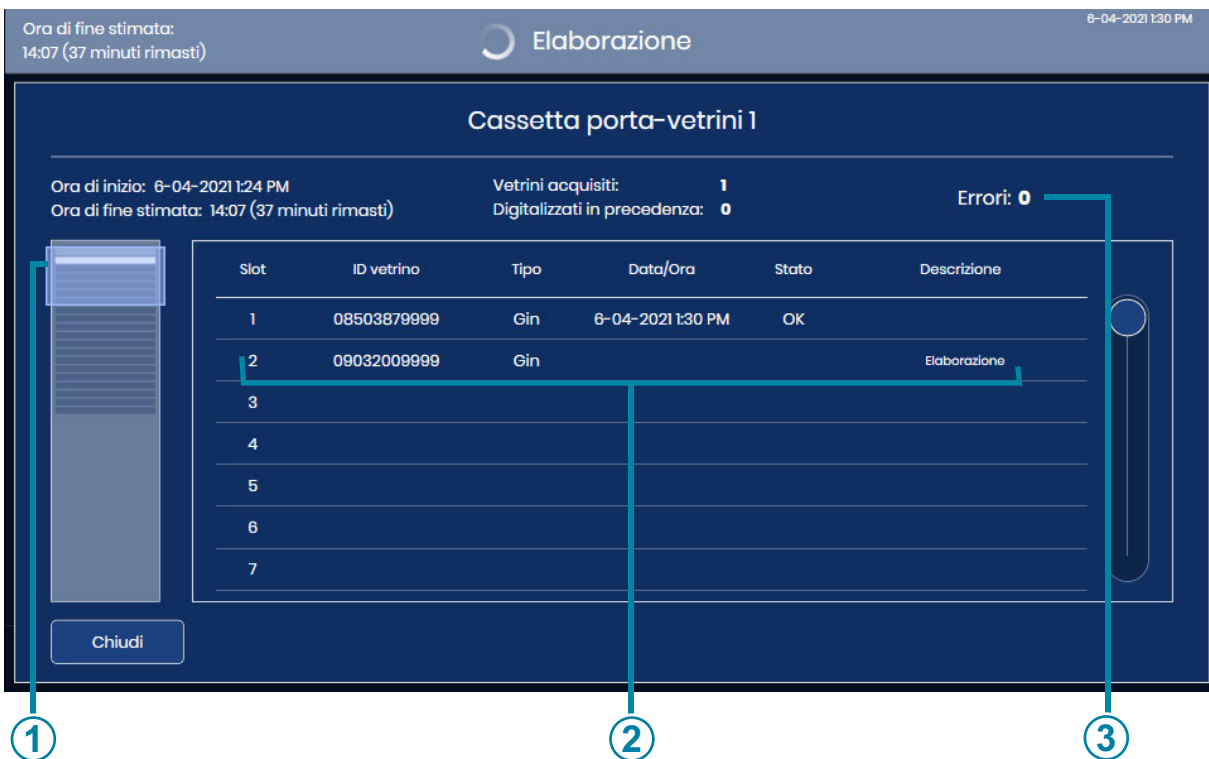 Ora di fine stimata:
14:07 (37 minuti rimasti)
Elaborazione
6-04-2021 1:30 PM
Cassetta porta-vetrini 1
Ora di inizio: 6-04-2021 1:24 PM
Ora di fine stimata: 14:07 (37 minuti rimasti)
Vetrini acquisiti: 1
Digitalizzati in precedenza: 0
Errori: 0
Slot ID vetrino Tipo Data/Ora Stato Descrizione
1 08503879999 Gin 6-04-2021 1:30 PM OK
2 09032009999 Gin Elaborazione
3
4
5
6
7
Chiudi
1 2 3